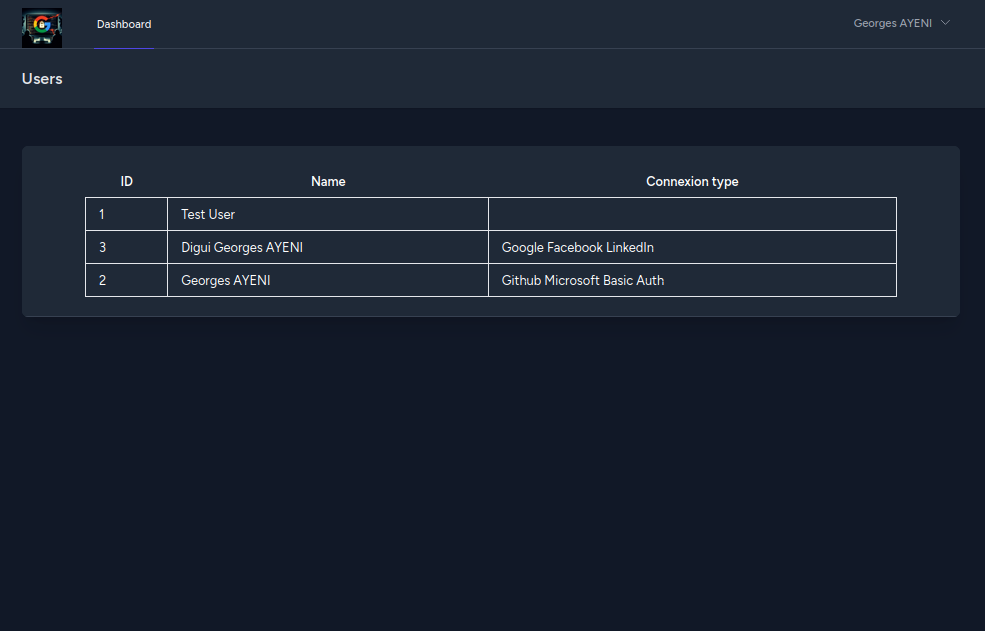 Dashboard
Georges AYENI
Users
ID Name Connexion type
1 Test User
3 Digui Georges AYENI Google Facebook LinkedIn
2 Georges AYENI Github Microsoft Basic Auth